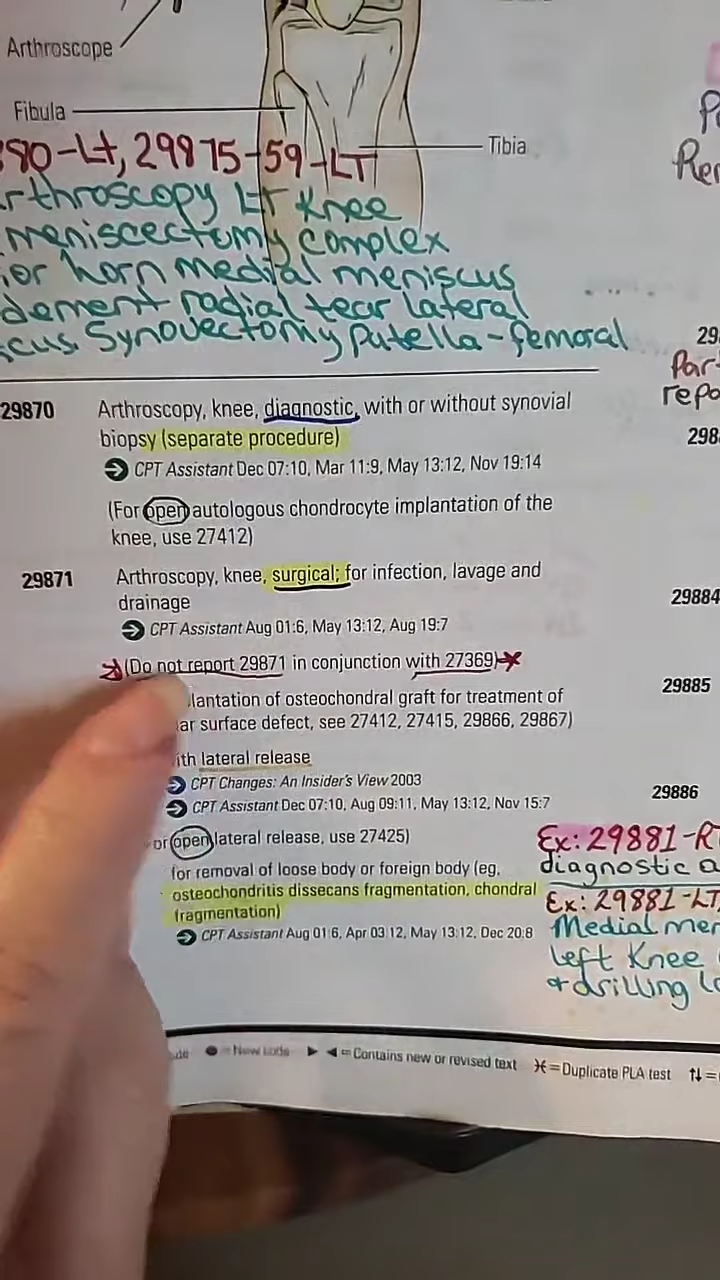 Arthroscope
Fibula
Tibia
80-Lt, 29875-59-LT
rthroscopy LT Knee
meniscectomy complex
ior horn medial meniscus
dement radial tear lateral
scus. Synovectomy Patella-femoral
29870 Arthroscopy, knee, diagnostic, with or without synovial
biopsy (separate procedure)
CPT Assistant Dec 07:10, Mar 11:9, May 13:12, Nov 19:14
(For open autologous chondrocyte implantation of the
knee, use 27412)
29871 Arthroscopy, knee, surgical; for infection, lavage and
drainage
CPT Assistant Aug 01:6, May 13:12, Aug 19:7
(Do not report 29871 in conjunction with 27369)
lantation of osteochondral graft for treatment of
ar surface defect, see 27412, 27415, 29866, 29867)
ith lateral release
CPT Changes: An Insider's View 2003
CPT Assistant Dec 07:10, Aug 09:11, May 13:12, Nov 15:7
or open lateral release, use 27425)
for removal of loose body or foreign body (eg,
osteochondritis dissecans fragmentation, chondral
fragmentation)
CPT Assistant Aug 01:6, Apr 03:12, May 13:12, Dec 20:8
29
Par
repo
298
29884
29885
29886
Ex: 29881-R
diagnostic a
Ex: 29881-LT
Medial mer
left Knee
+ drilling
= New code
= Contains new or revised text
= Duplicate PLA test